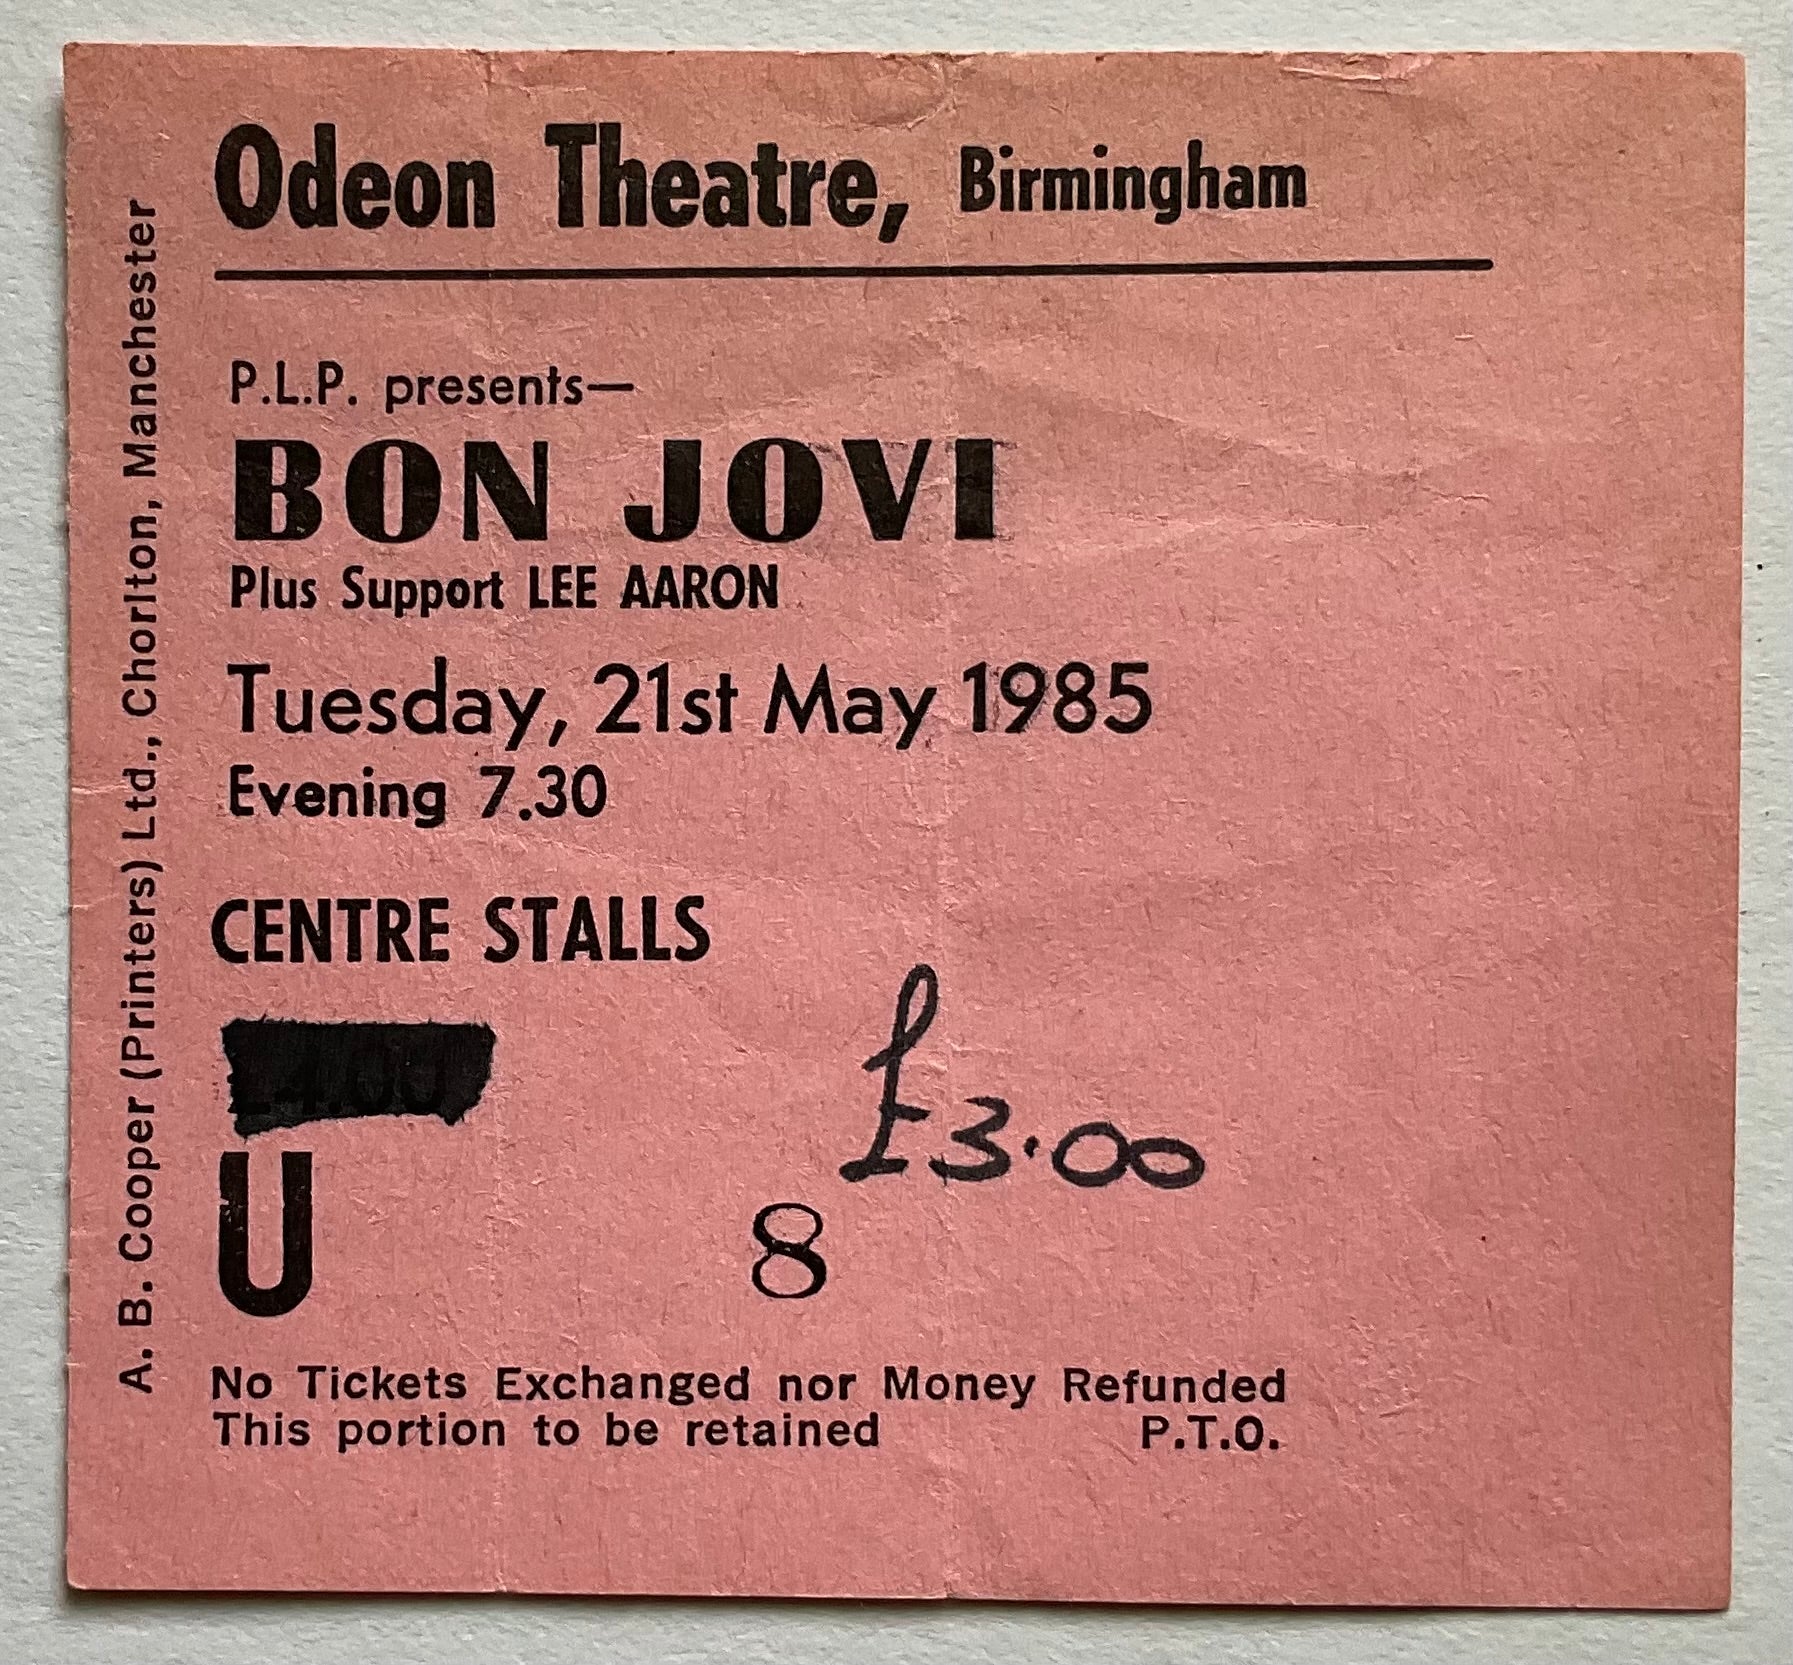 Odeon Theatre, Birmingham
P.L.P. presents—
BON JOVI
Plus Support LEE AARON
Tuesday, 21st May 1985
Evening 7.30
CENTRE STALLS
£3.00
U 8
No Tickets Exchanged nor Money Refunded
This portion to be retained P.T.O.
A. B. Cooper (Printers) Ltd., Chorlton, Manchester